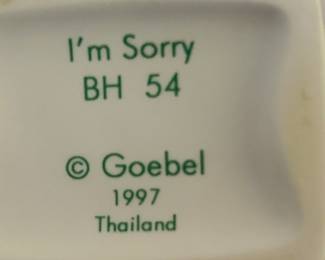 I'm Sorry
BH 54
© Goebel
1997
Thailand